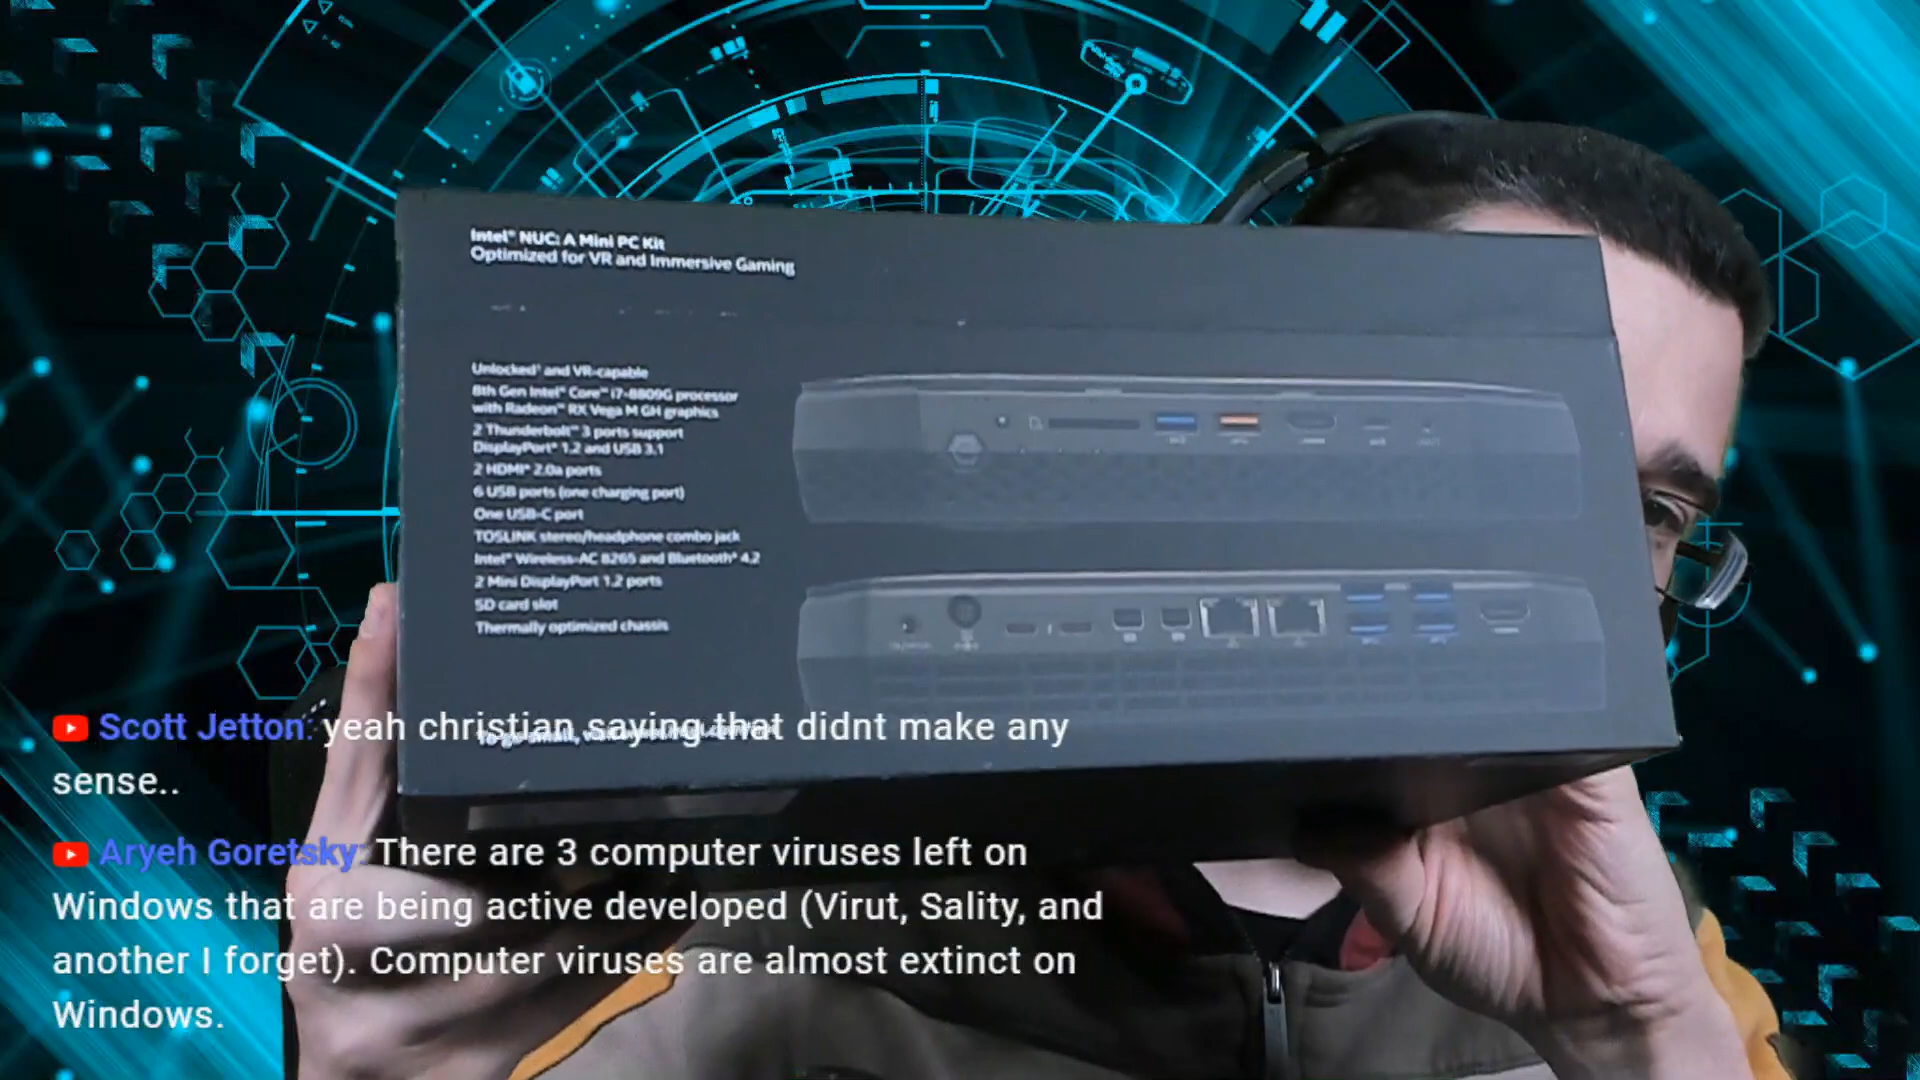 Intel® NUC: A Mini PC Kit
Optimized for VR and Immersive Gaming
Unlocked¹ and VR-capable
8th Gen Intel® Core™ i7-8809G processor
with Radeon™ RX Vega M GH graphics
2 Thunderbolt™ 3 ports support
DisplayPort* 1.2 and USB 3.1
2 HDMI* 2.0a ports
6 USB ports (one charging port)
One USB-C port
TOSLINK stereo/headphone combo jack
Intel® Wireless-AC 8265 and Bluetooth* 4.2
2 Mini DisplayPort 1.2 ports
SD card slot
Thermally optimized chassis
Scott Jetton: yeah christian saying that didnt make any
sense..
Aryeh Goretsky: There are 3 computer viruses left on
Windows that are being active developed (Virut, Sality, and
another I forget). Computer viruses are almost extinct on
Windows.